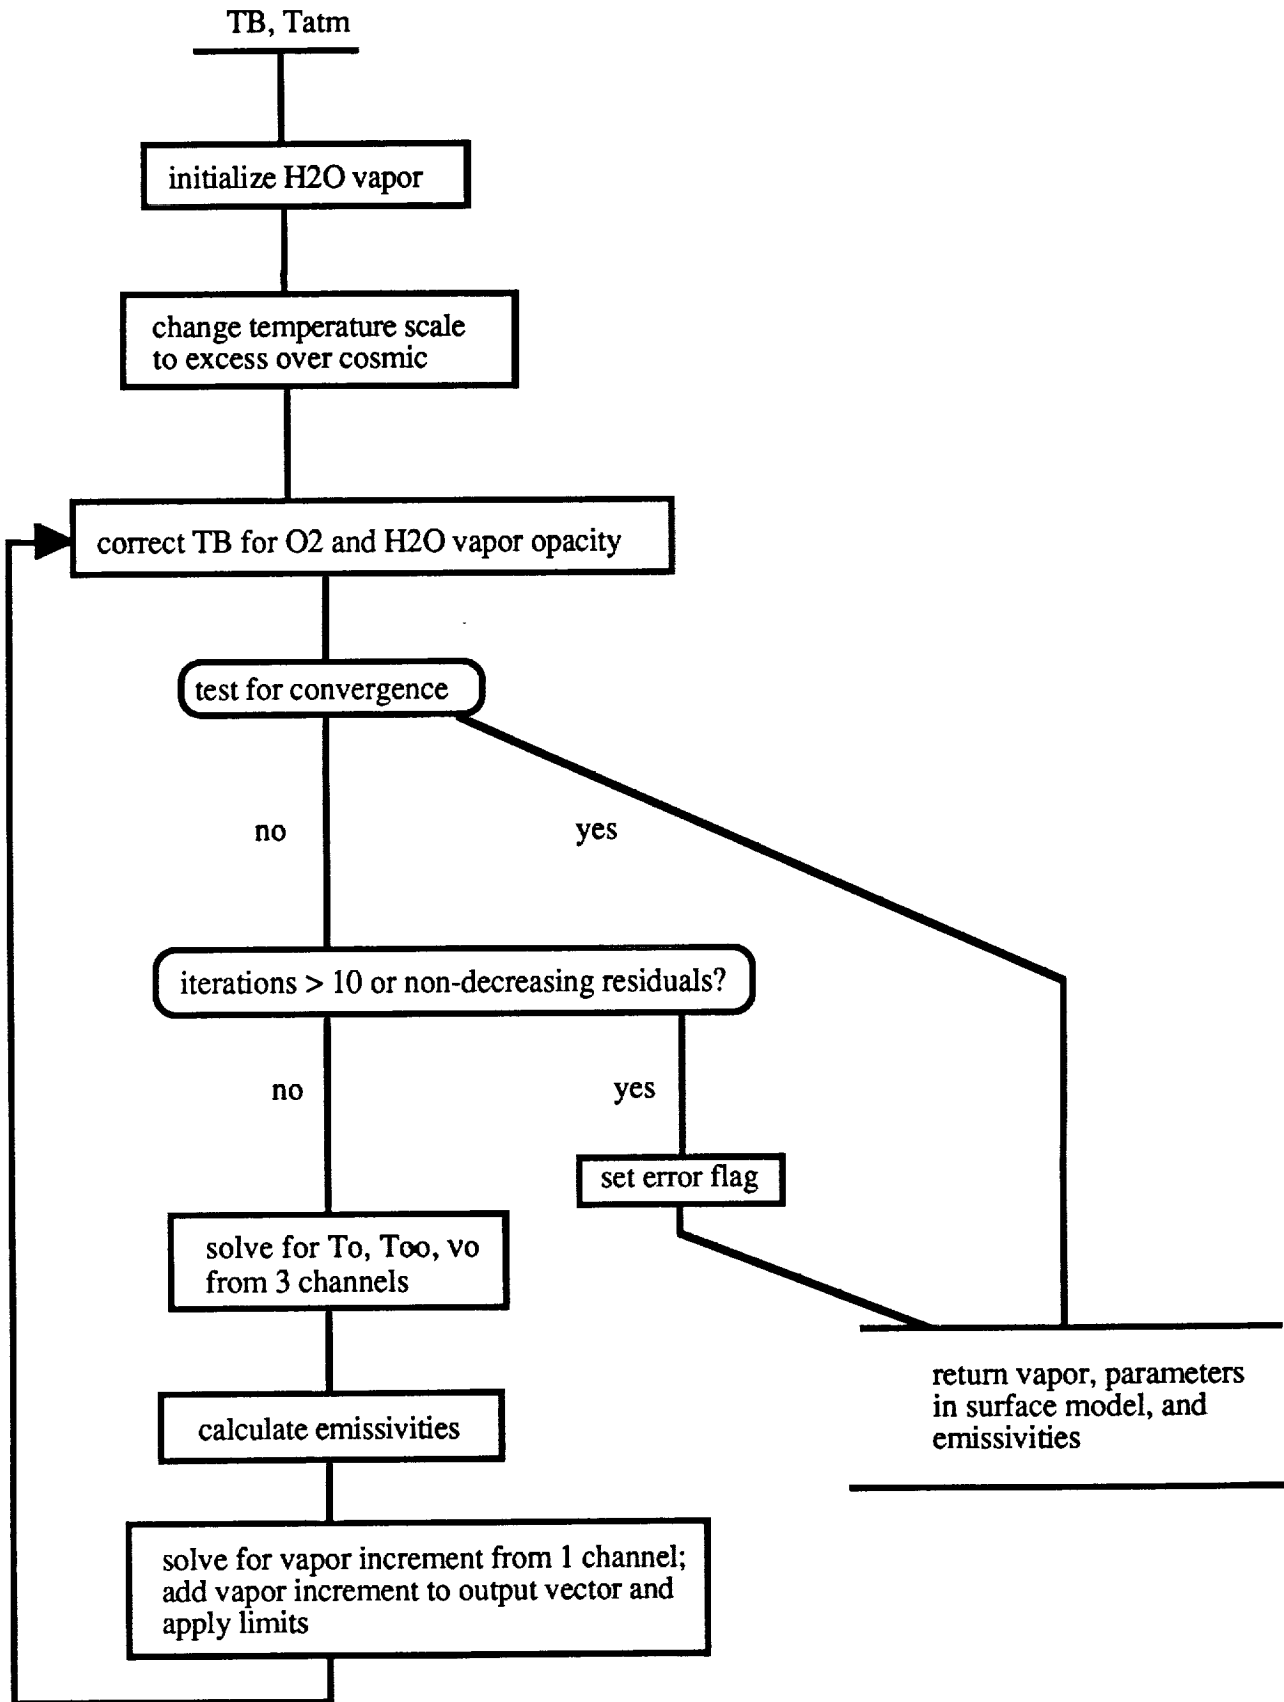 TB, Tatm
initialize H2O vapor
change temperature scale
to excess over cosmic
correct TB for O2 and H2O vapor opacity
test for convergence
no
yes
iterations > 10 or non-decreasing residuals?
no
yes
set error flag
solve for To, Too, νo
from 3 channels
return vapor, parameters
in surface model, and
emissivities
calculate emissivities
solve for vapor increment from 1 channel;
add vapor increment to output vector and
apply limits